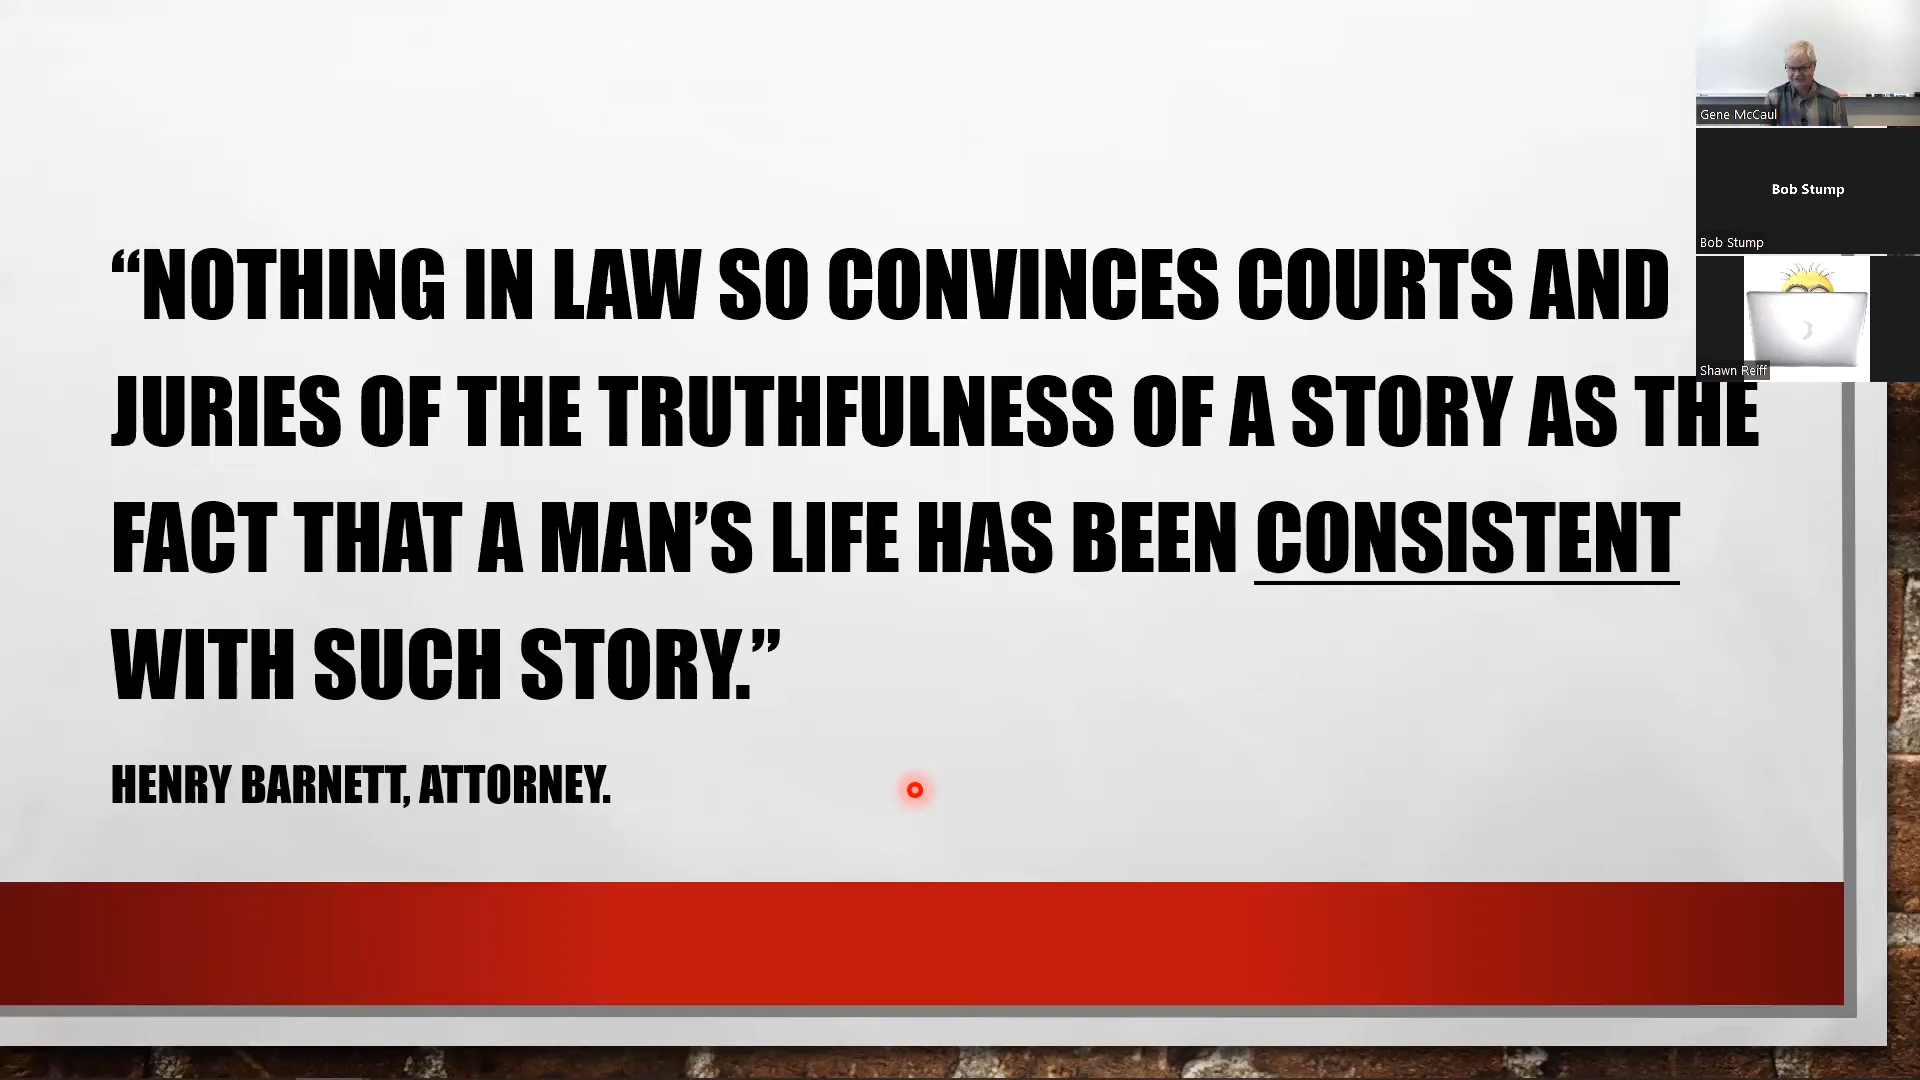 “NOTHING IN LAW SO CONVINCES COURTS AND
JURIES OF THE TRUTHFULNESS OF A STORY AS THE
FACT THAT A MAN’S LIFE HAS BEEN CONSISTENT
WITH SUCH STORY.”
HENRY BARNETT, ATTORNEY.
Gene McCaul
Bob Stump
Bob Stump
Shawn Reiff